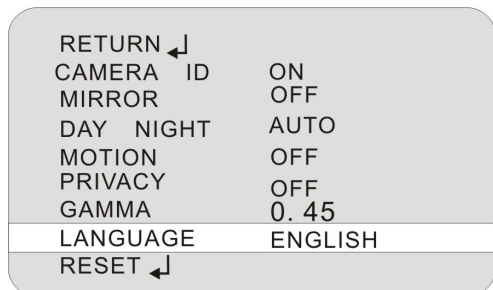 RETURN ↲
CAMERA ID ON
MIRROR OFF
DAY NIGHT AUTO
MOTION OFF
PRIVACY OFF
GAMMA 0. 45
LANGUAGE ENGLISH
RESET ↲